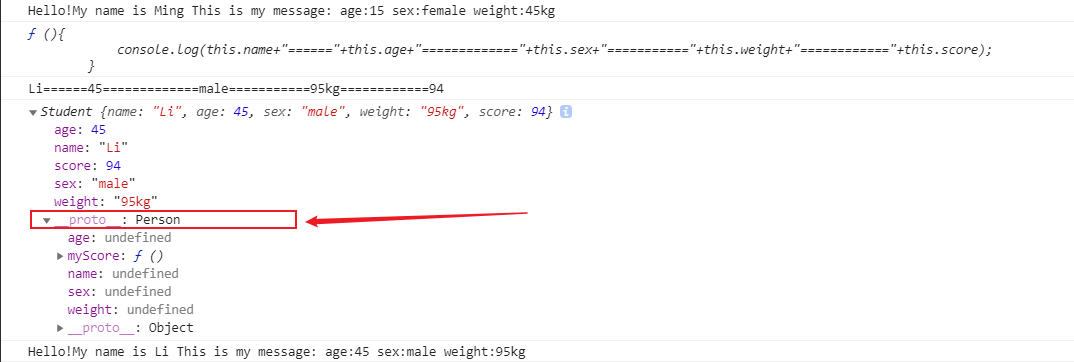 Hello!My name is Ming This is my message: age:15 sex:female weight:45kg
ƒ (){
console.log(this.name+"======"+this.age+"============="+this.sex+"==========="+this.weight+"============"+this.score);
}
Li======45=============male===========95kg============94
Student {name: "Li", age: 45, sex: "male", weight: "95kg", score: 94}
age: 45
name: "Li"
score: 94
sex: "male"
weight: "95kg"
__proto__: Person
age: undefined
myScore: ƒ ()
name: undefined
sex: undefined
weight: undefined
__proto__: Object
Hello!My name is Li This is my message: age:45 sex:male weight:95kg